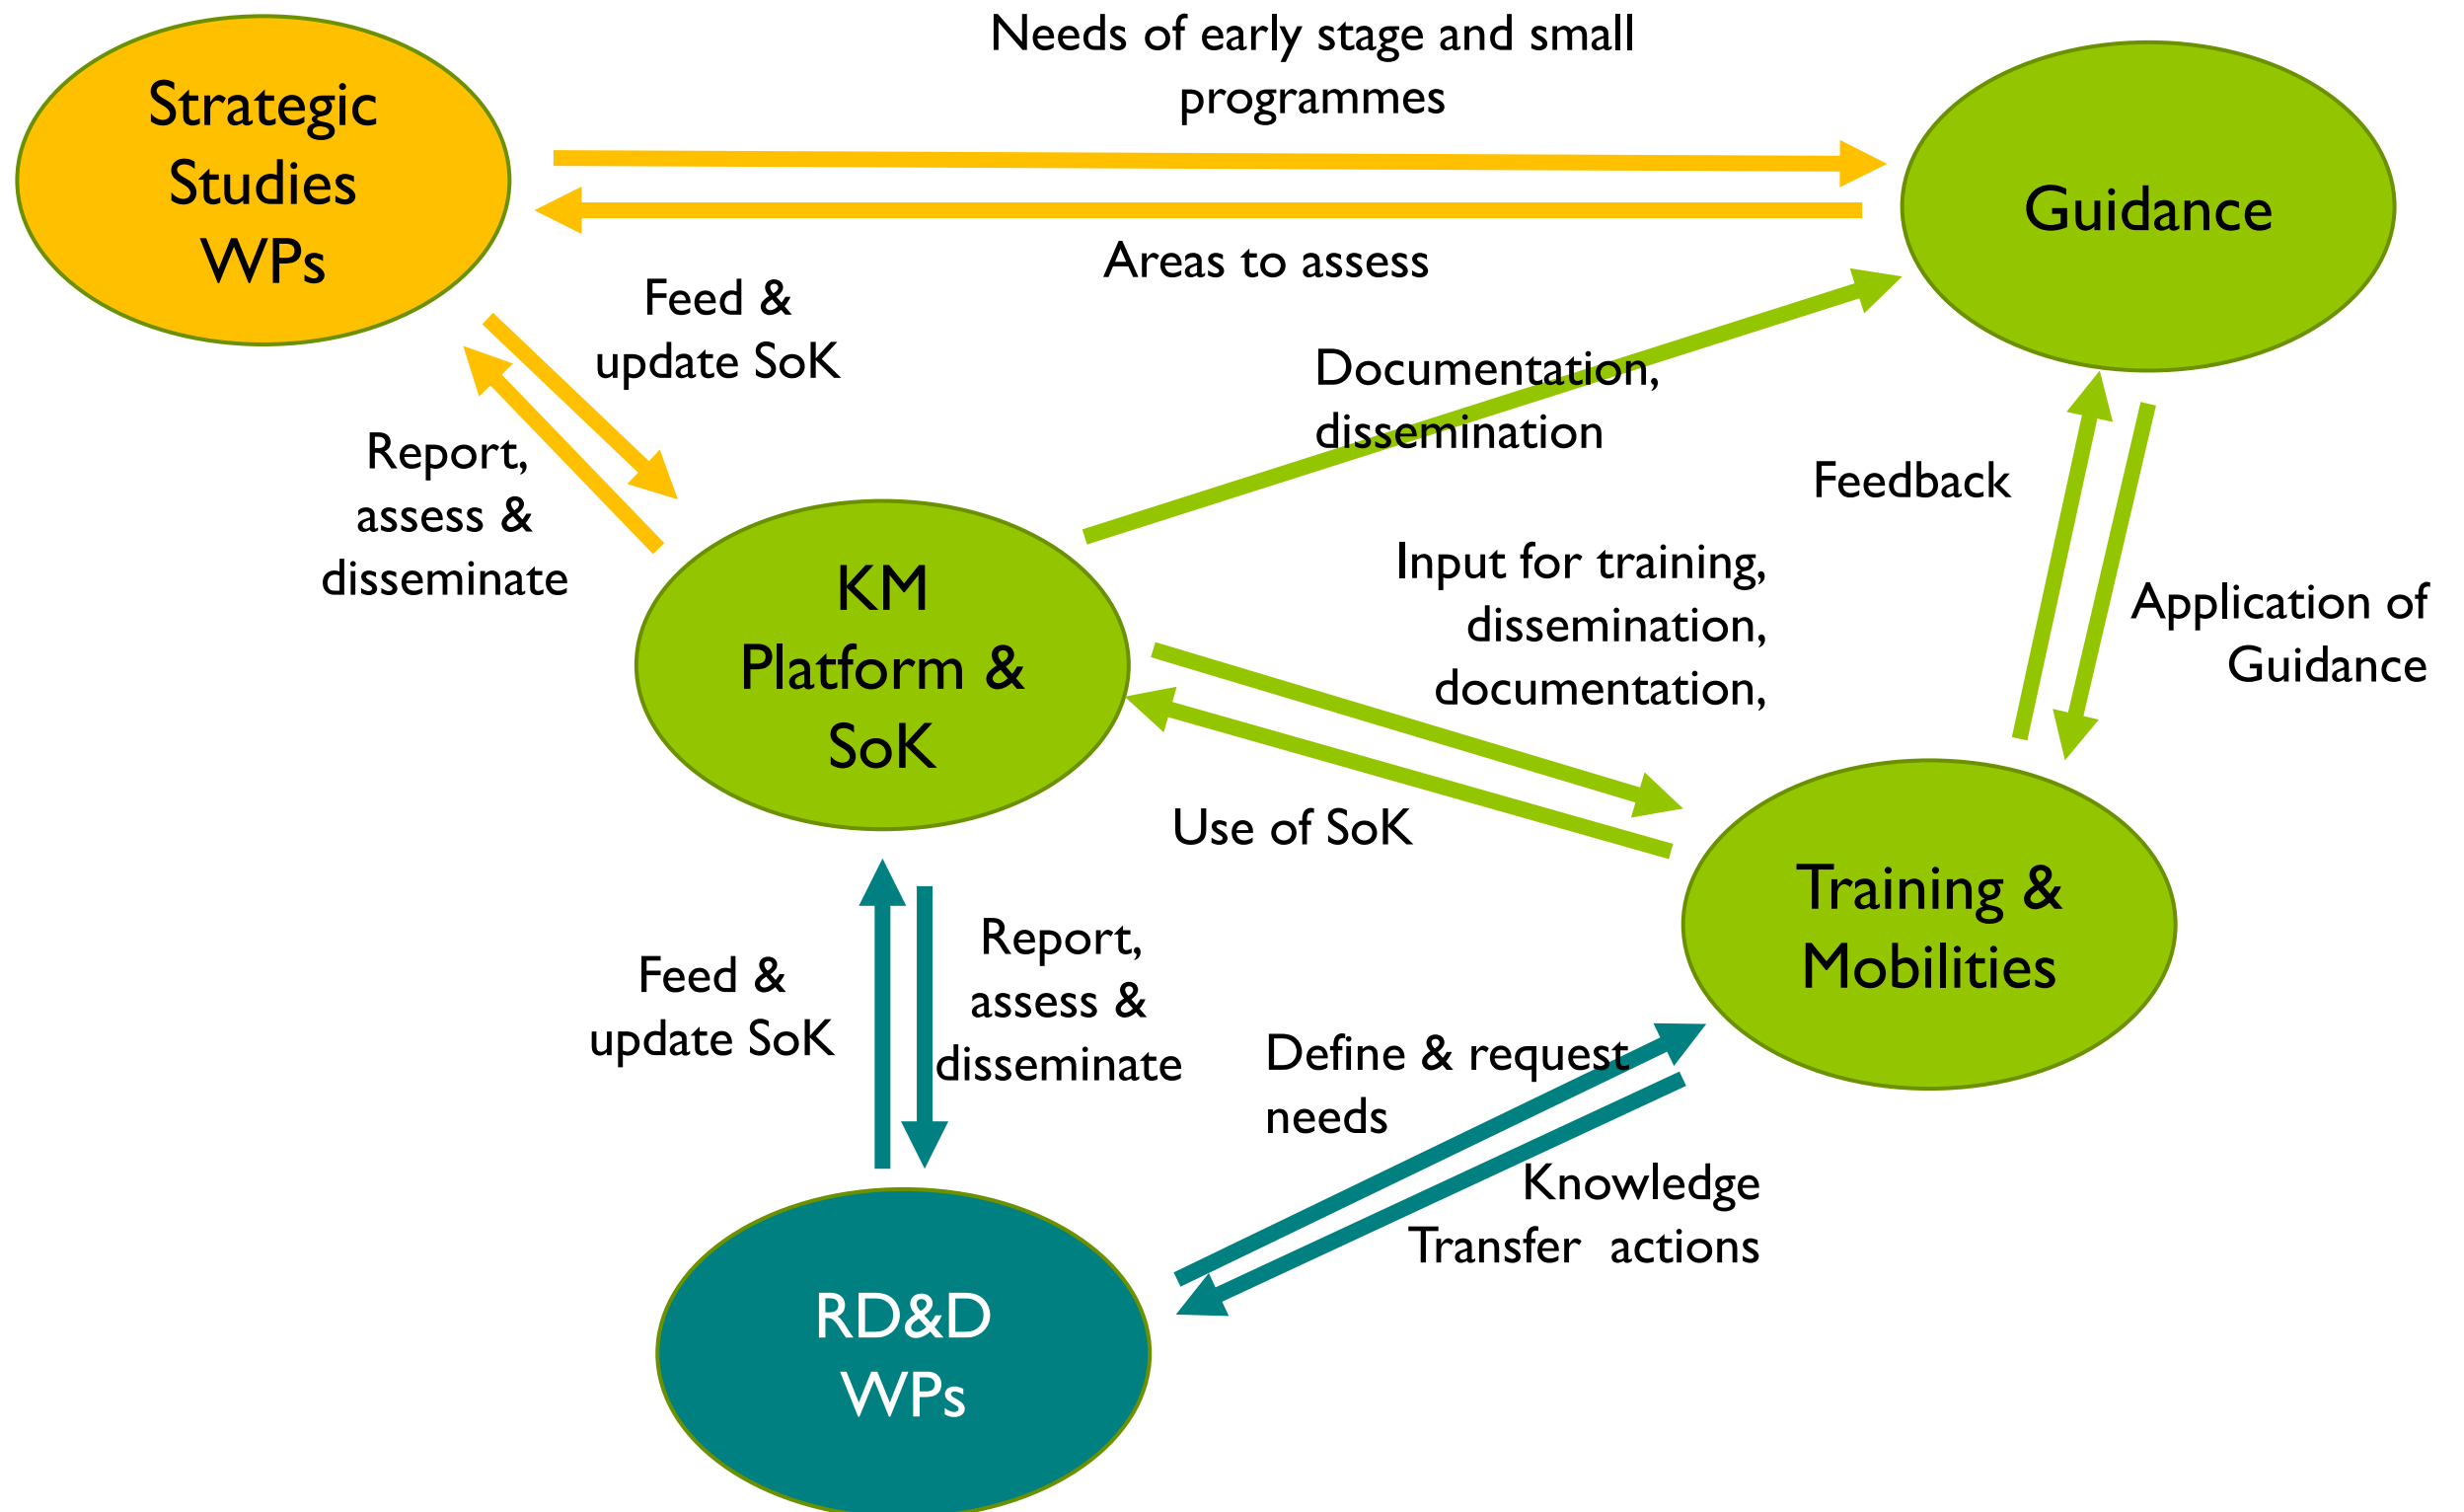 Needs of early stage and small
programmes
Strategic
Studies
WPs
Guidance
Areas to assess
Feed &
update SoK
Documentation,
dissemination
Report,
assess &
disseminate
Feedback
KM
Platform &
SoK
Input for training,
dissemination,
documentation,
Application of
Guidance
Use of SoK
Training &
Mobilities
Feed &
update SoK
Report,
assess &
disseminate
Define & request
needs
Knowledge
Transfer actions
RD&D
WPs